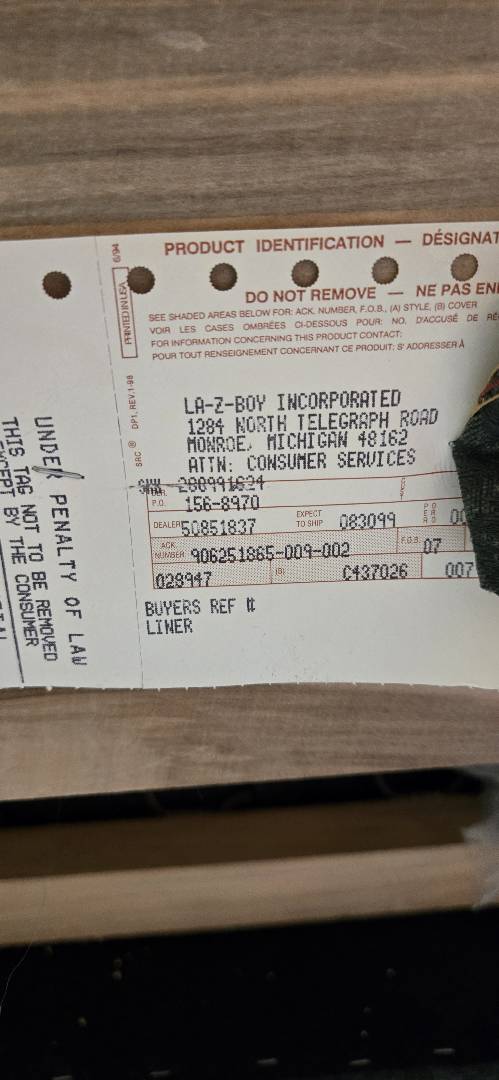 PRODUCT IDENTIFICATION — DÉSIGNAT
DO NOT REMOVE — NE PAS EN
SEE SHADED AREAS BELOW FOR: ACK. NUMBER, F.O.B., (A) STYLE, (B) COVER
VOIR LES CASES OMBRÉES CI-DESSOUS POUR: NO. D'ACCUSÉ DE RÉ
FOR INFORMATION CONCERNING THIS PRODUCT CONTACT:
POUR TOUT RENSEIGNEMENT CONCERNANT CE PRODUIT; S' ADRESSER À
6/94
PRINTED IN USA
SRC ® DP1, REV. 1-98
LA-Z-BOY INCORPORATED
1284 NORTH TELEGRAPH ROAD
MONROE, MICHIGAN 48162
ATTN: CONSUMER SERVICES
P.O. 156-8970
DEALER 50851837 EXPECT TO SHIP 083099
ACK. NUMBER 906251865-009-002 F.O.B. 07
028947 (B) C437026 007
BUYERS REF #
LINER
UNDER PENALTY OF LAW
THIS TAG NOT TO BE REMOVED
EXCEPT BY THE CONSUMER